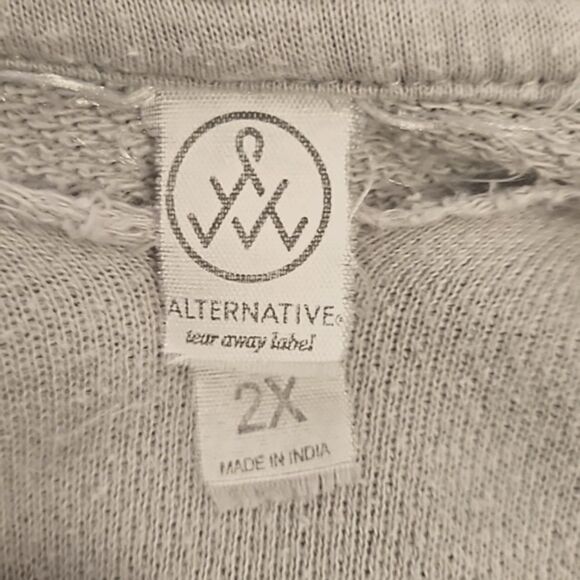 ALTERNATIVE®
tear away label
2X
MADE IN INDIA